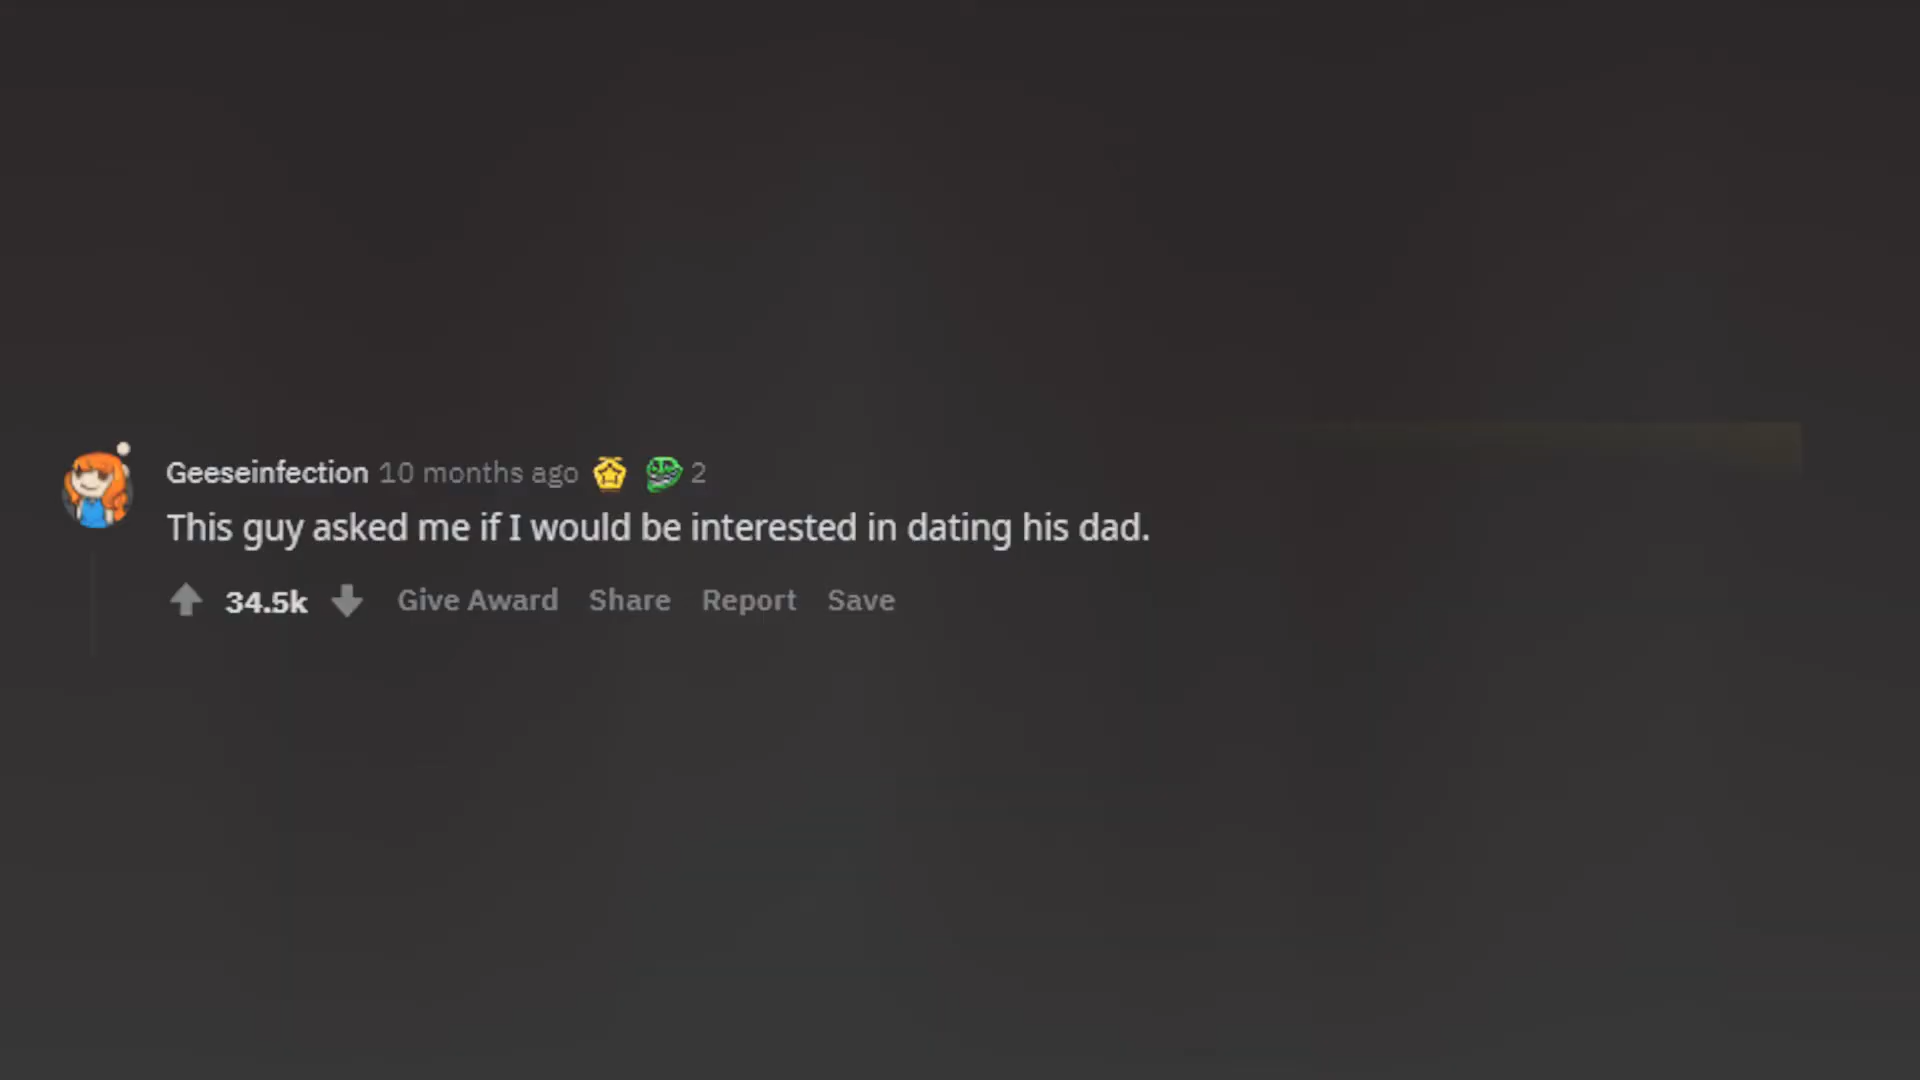 Geeseinfection 10 months ago 2
This guy asked me if I would be interested in dating his dad.
34.5k Give Award Share Report Save